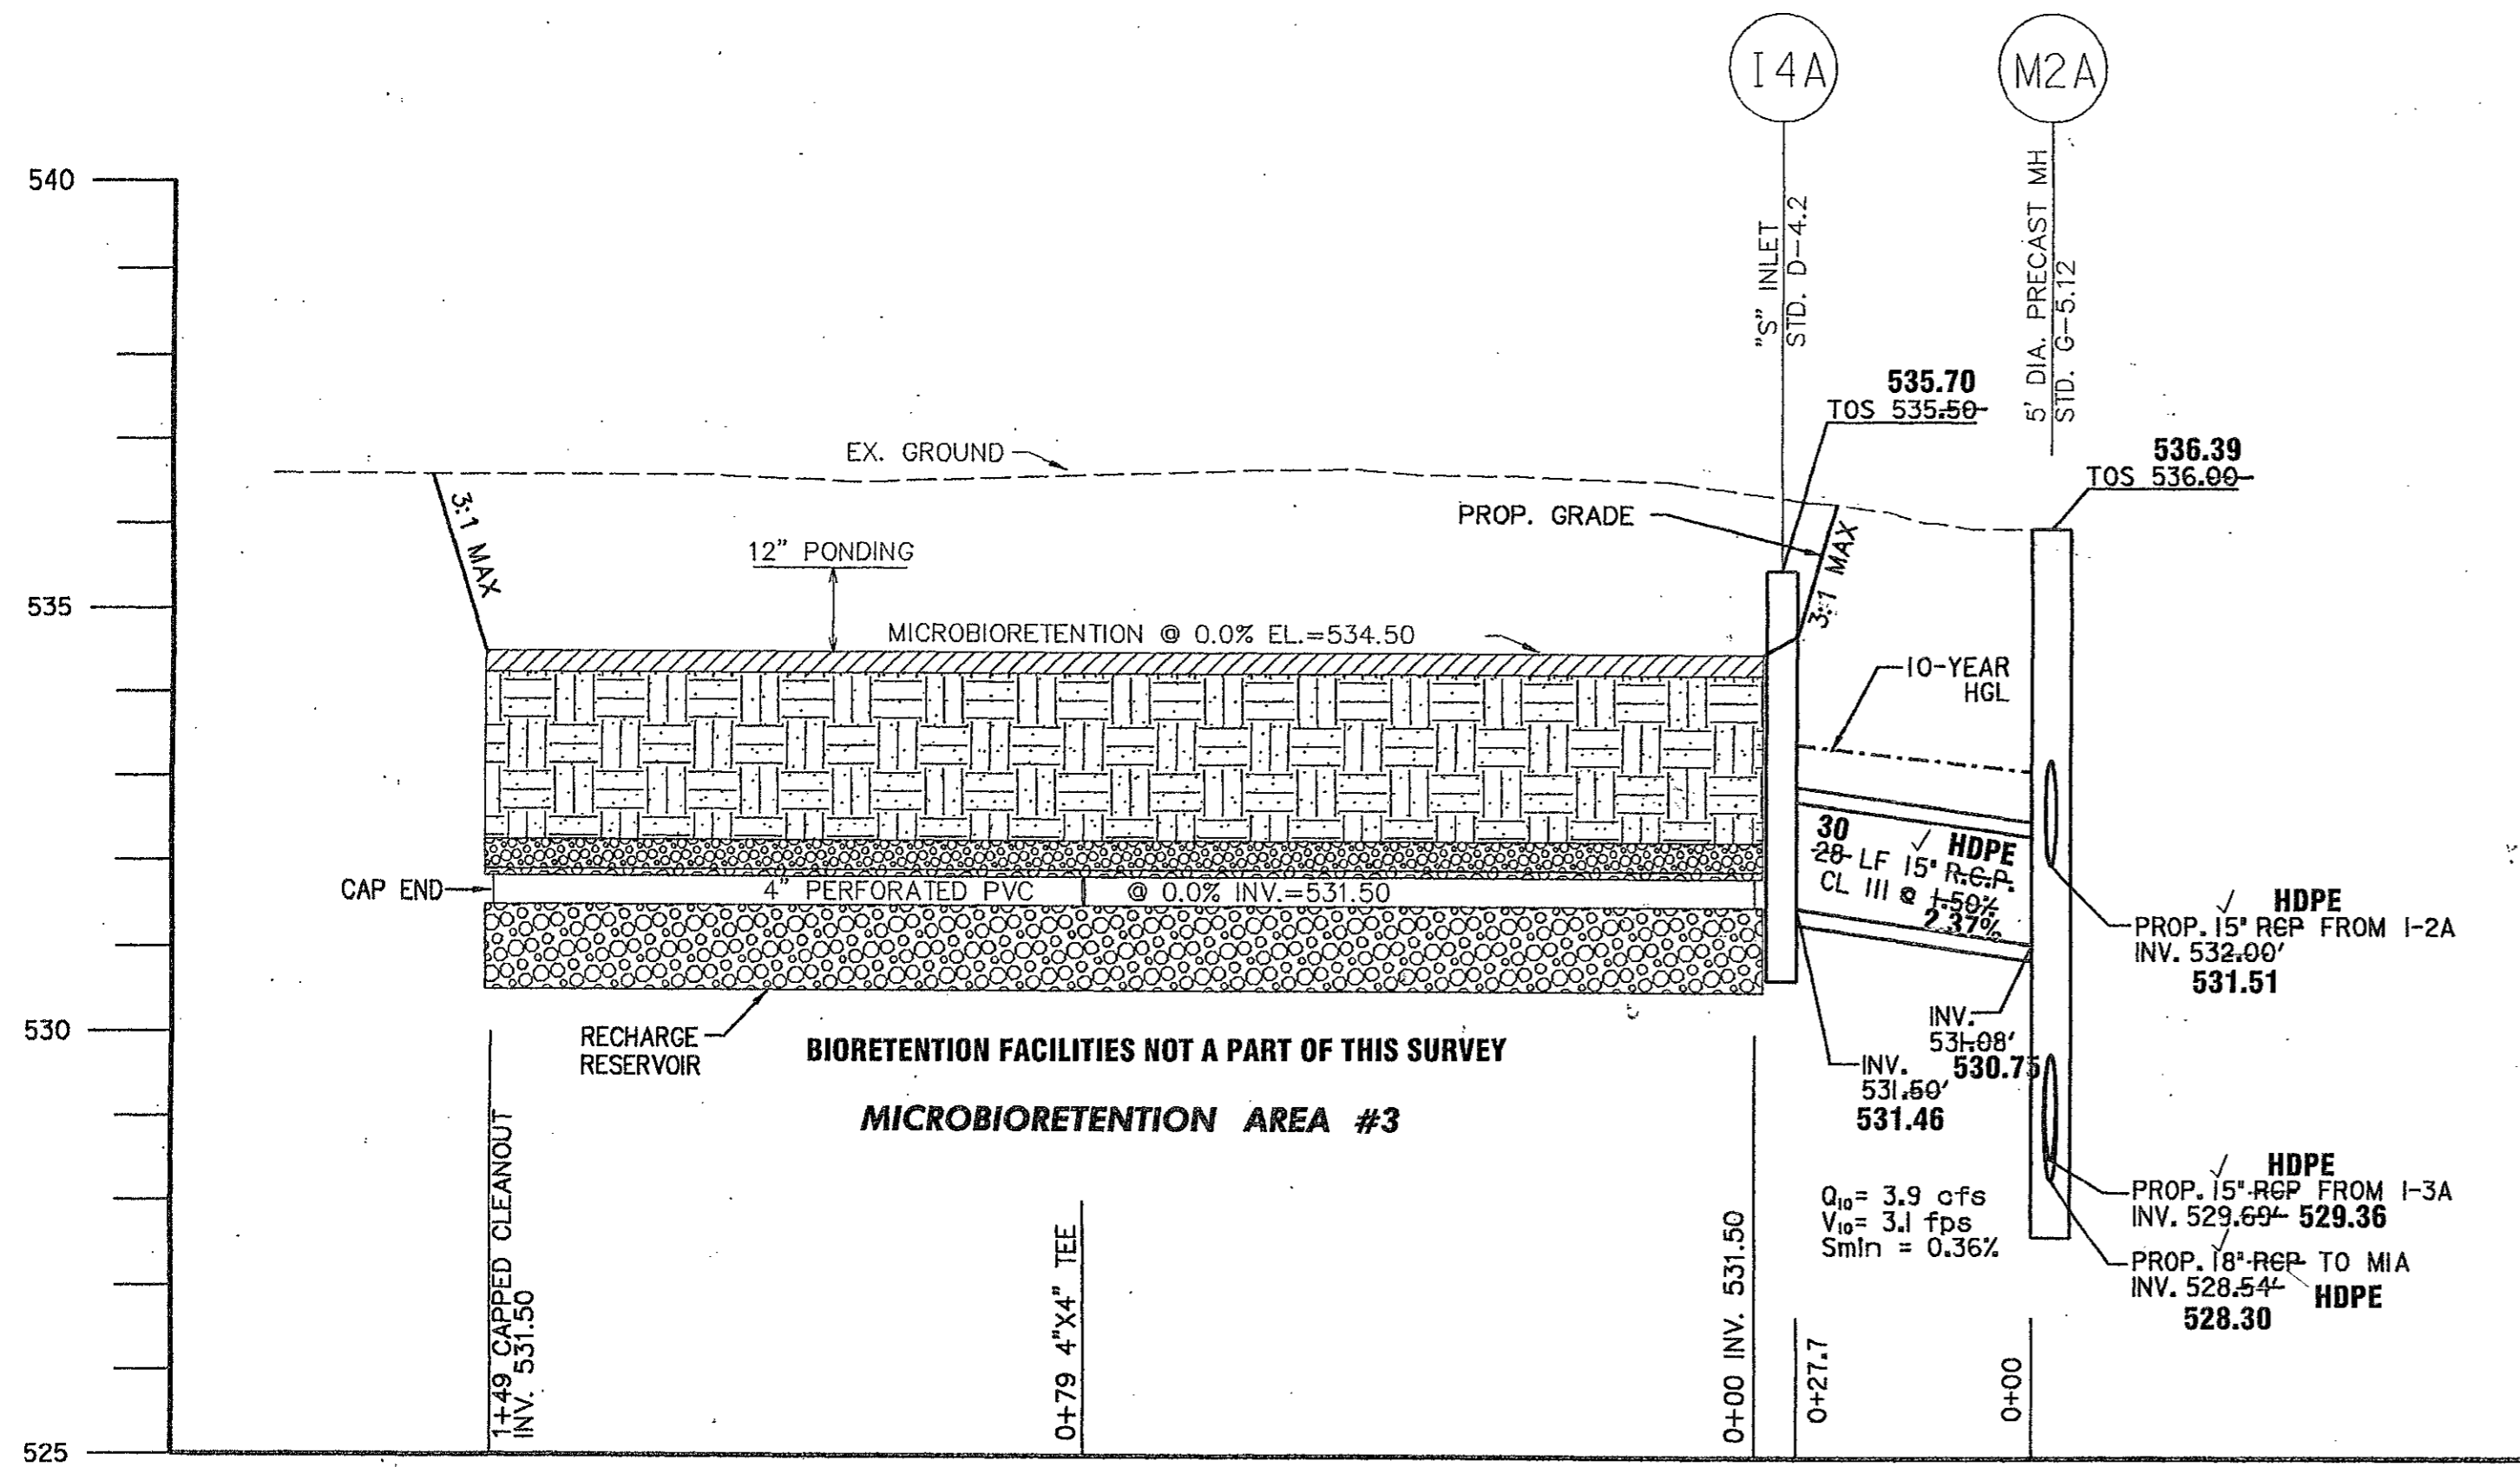 I4A
M2A
540
535
530
525
"S" INLET
STD. D-4.2
5' DIA. PRECAST MH
STD. G-5.12
535.70
TOS 535.50
536.39
TOS 536.00
EX. GROUND
PROP. GRADE
3:1 MAX
3:1 MAX
12" PONDING
MICROBIORETENTION @ 0.0% EL.=534.50
10-YEAR
HGL
30
✓ HDPE
28 LF 15" R.C.P.
CL III @ 1.50%
2.37%
CAP END
4" PERFORATED PVC @ 0.0% INV.=531.50
✓ HDPE
PROP. 15" RCP FROM I-2A
INV. 532.00'
531.51
RECHARGE
RESERVOIR
BIORETENTION FACILITIES NOT A PART OF THIS SURVEY
MICROBIORETENTION AREA #3
INV.
531.08'
530.75
INV.
531.50'
531.46
Q10= 3.9 cfs
V10= 3.1 fps
Smin = 0.36%
✓ HDPE
PROP. 15" RCP FROM I-3A
INV. 529.69' 529.36
✓
PROP. 18" RCP TO M1A
INV. 528.54' HDPE
528.30
1+49 CAPPED CLEANOUT
INV. 531.50
0+79 4"X4" TEE
0+00 INV. 531.50
0+27.7
0+00